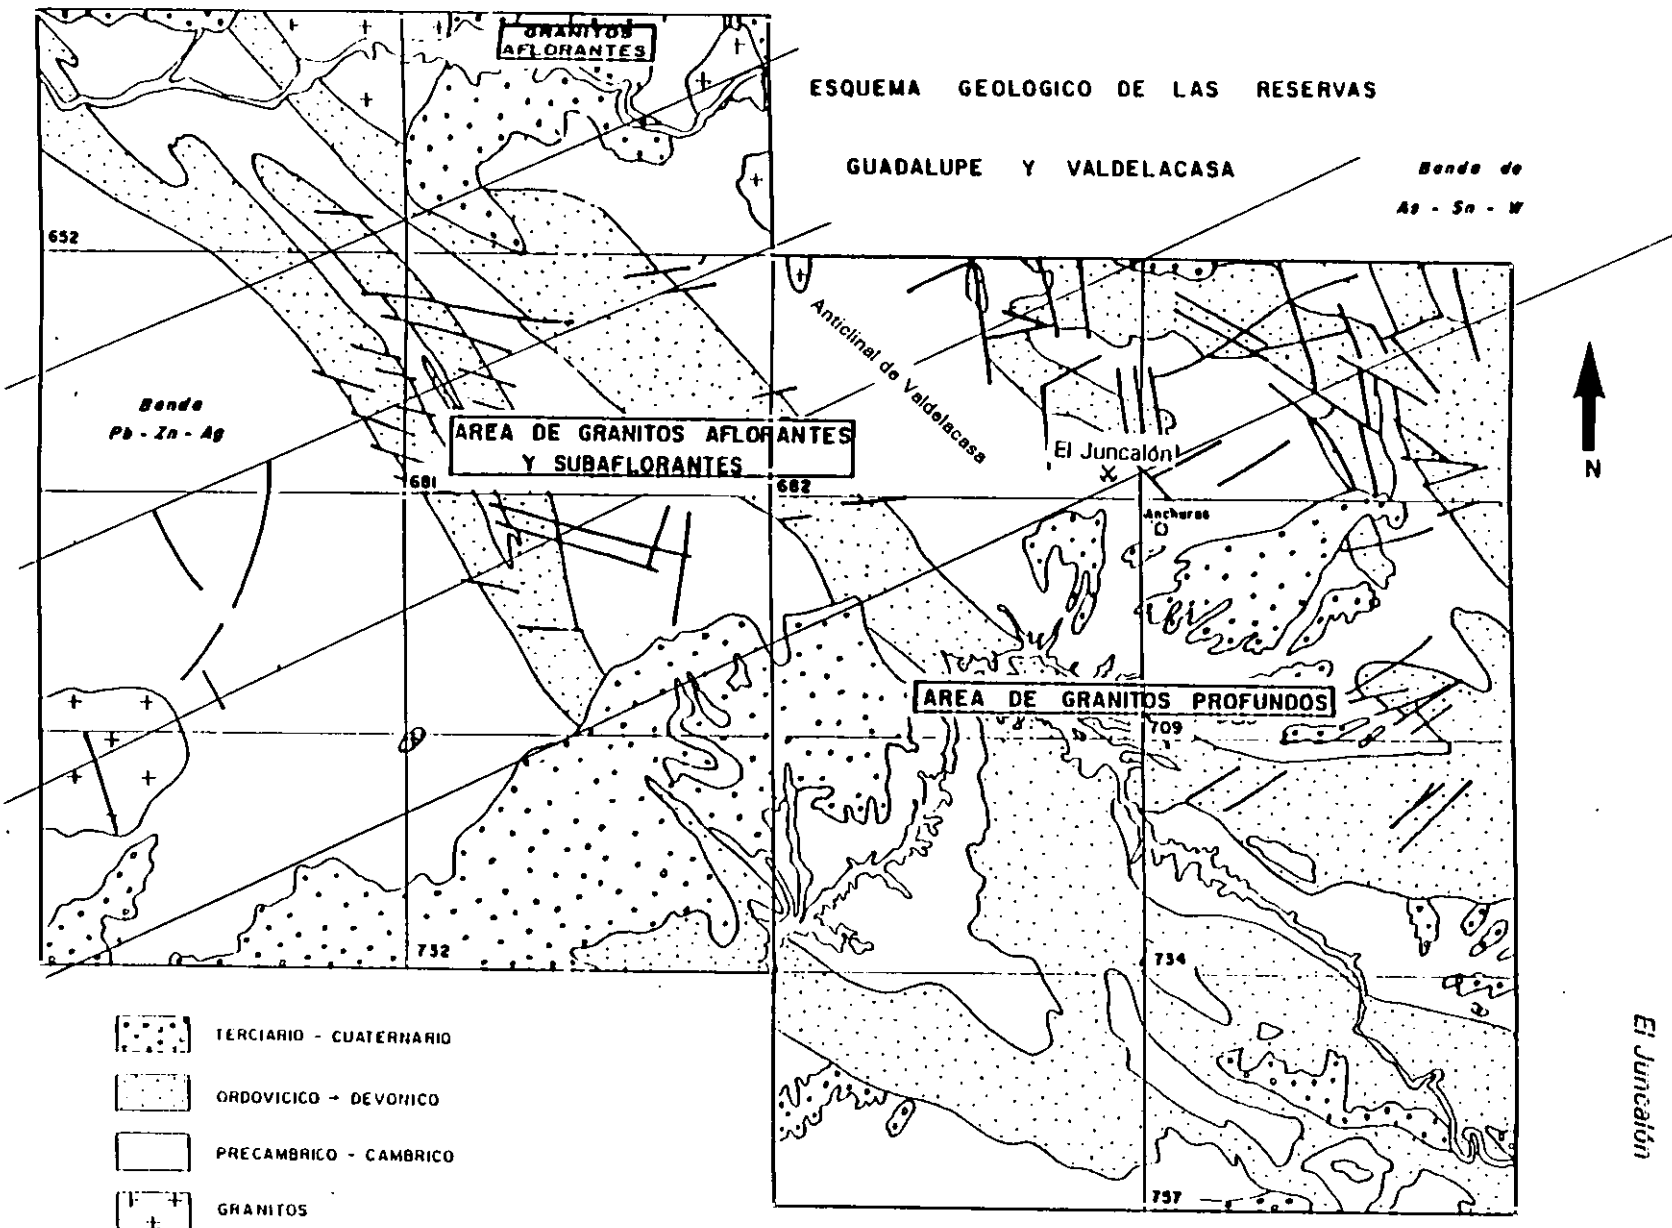 GRANITOS
AFLORANTES
ESQUEMA GEOLOGICO DE LAS RESERVAS
GUADALUPE Y VALDELACASA
Banda de
Ag - Sn - W
652
Anticlinal de Valdelacasa
Banda
Pb - Zn - Ag
AREA DE GRANITOS AFLORANTES
Y SUBAFLORANTES
El Juncalón
681
682
Anchuras
N
AREA DE GRANITOS PROFUNDOS
709
732
734
757
TERCIARIO - CUATERNARIO
ORDOVICICO - DEVONICO
PRECAMBRICO - CAMBRICO
GRANITOS
El Juncalón